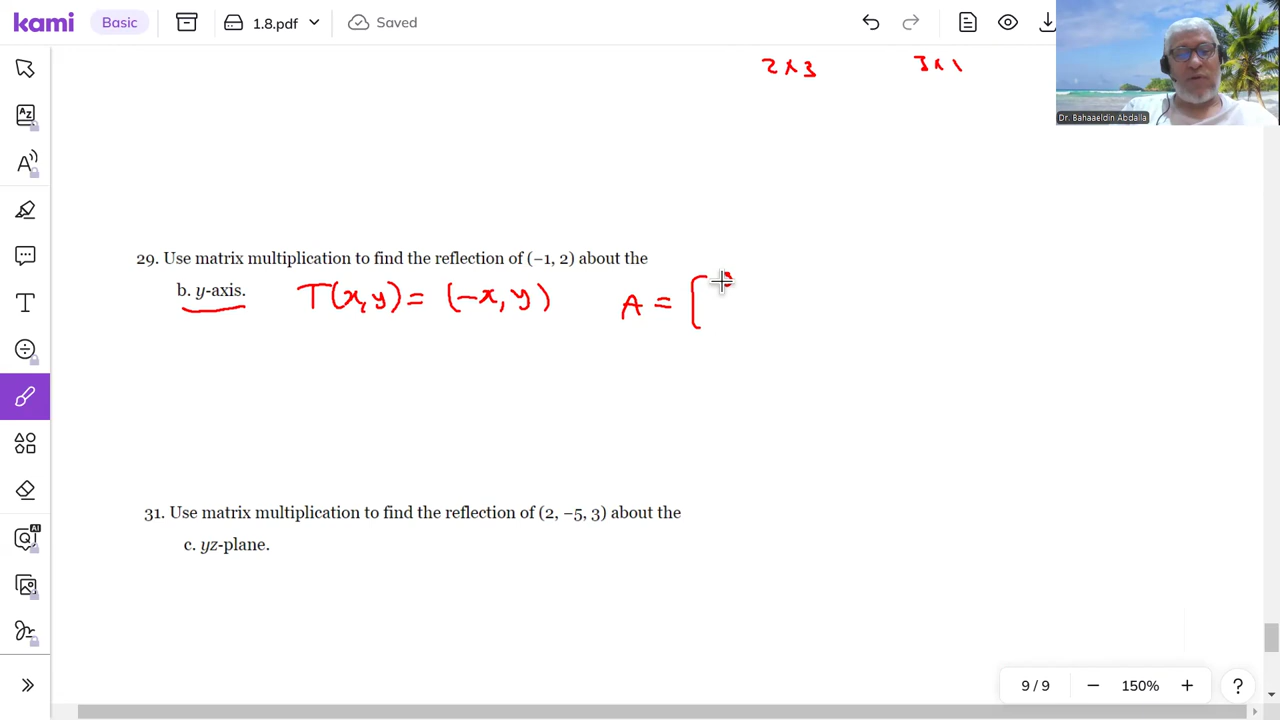 kami Basic 1.8.pdf Saved
Dr. Bahaaeldin Abdalla
2 x 3 3 x 1
29. Use matrix multiplication to find the reflection of (−1, 2) about the
b. y-axis. T(x,y) = (-x, y) A = [
31. Use matrix multiplication to find the reflection of (2, −5, 3) about the
c. yz-plane.
9 / 9 − 150% + ?